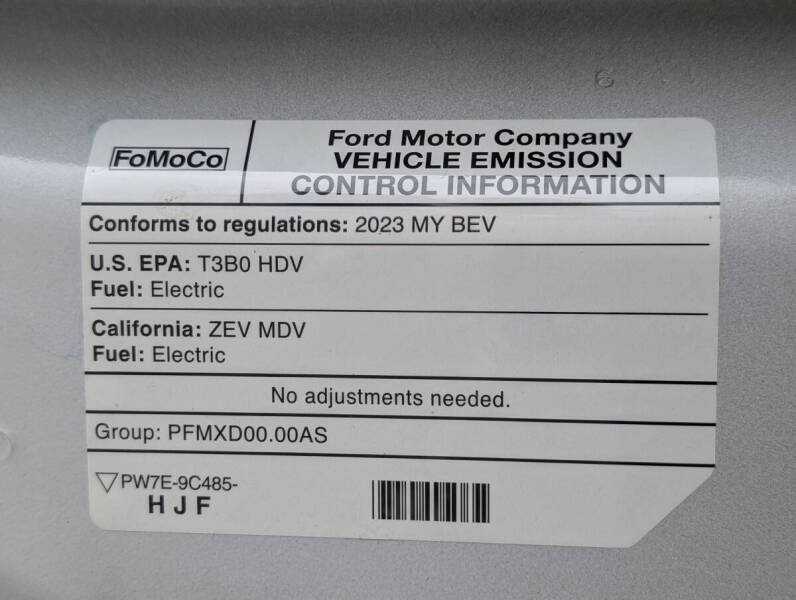 FoMoCo
Ford Motor Company
VEHICLE EMISSION
CONTROL INFORMATION
Conforms to regulations: 2023 MY BEV
U.S. EPA: T3B0 HDV
Fuel: Electric
California: ZEV MDV
Fuel: Electric
No adjustments needed.
Group: PFMXD00.00AS
PW7E-9C485-
H J F